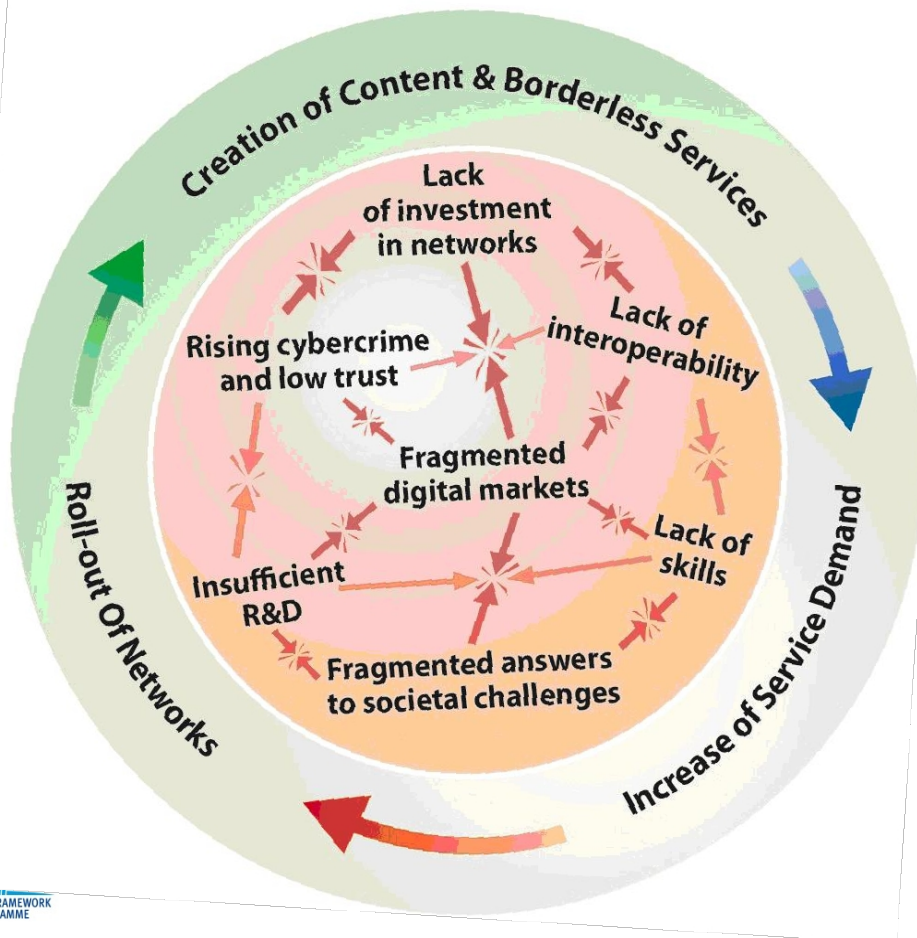 Creation of Content & Borderless Services
Lack
of investment
in networks
Lack of
interoperability
Rising cybercrime
and low trust
Fragmented
digital markets
Lack of
skills
Insufficient
R&D
Fragmented answers
to societal challenges
Roll-out Of Networks
Increase of Service Demand